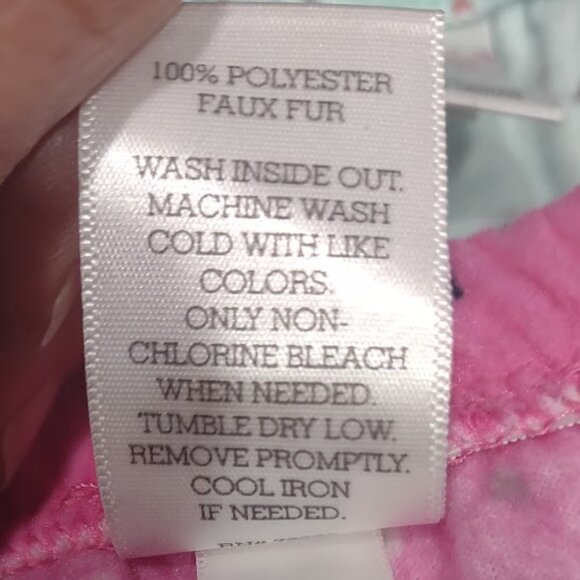 100% POLYESTER
FAUX FUR
WASH INSIDE OUT.
MACHINE WASH
COLD WITH LIKE
COLORS.
ONLY NON-
CHLORINE BLEACH
WHEN NEEDED.
TUMBLE DRY LOW.
REMOVE PROMPTLY.
COOL IRON
IF NEEDED.